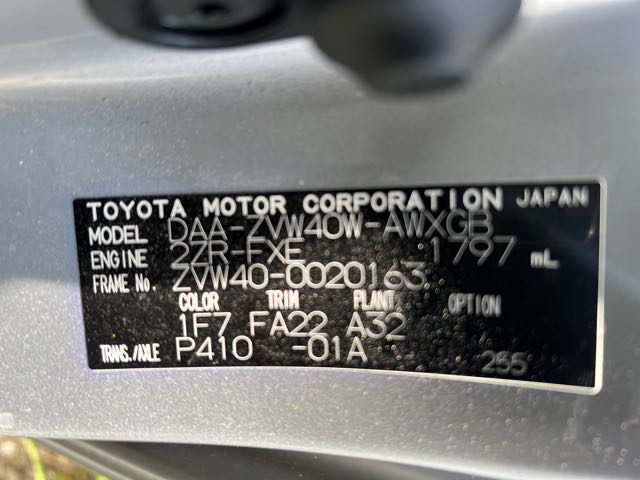 TOYOTA MOTOR CORPORATION JAPAN
MODEL DAA-ZVW40W-AWXGB
ENGINE 2ZR-FXE 1797 mL
FRAME No. ZVW40-0020163
COLOR TRIM PLANT OPTION
1F7 FA22 A32
TRANS./AXLE P410 -01A 255